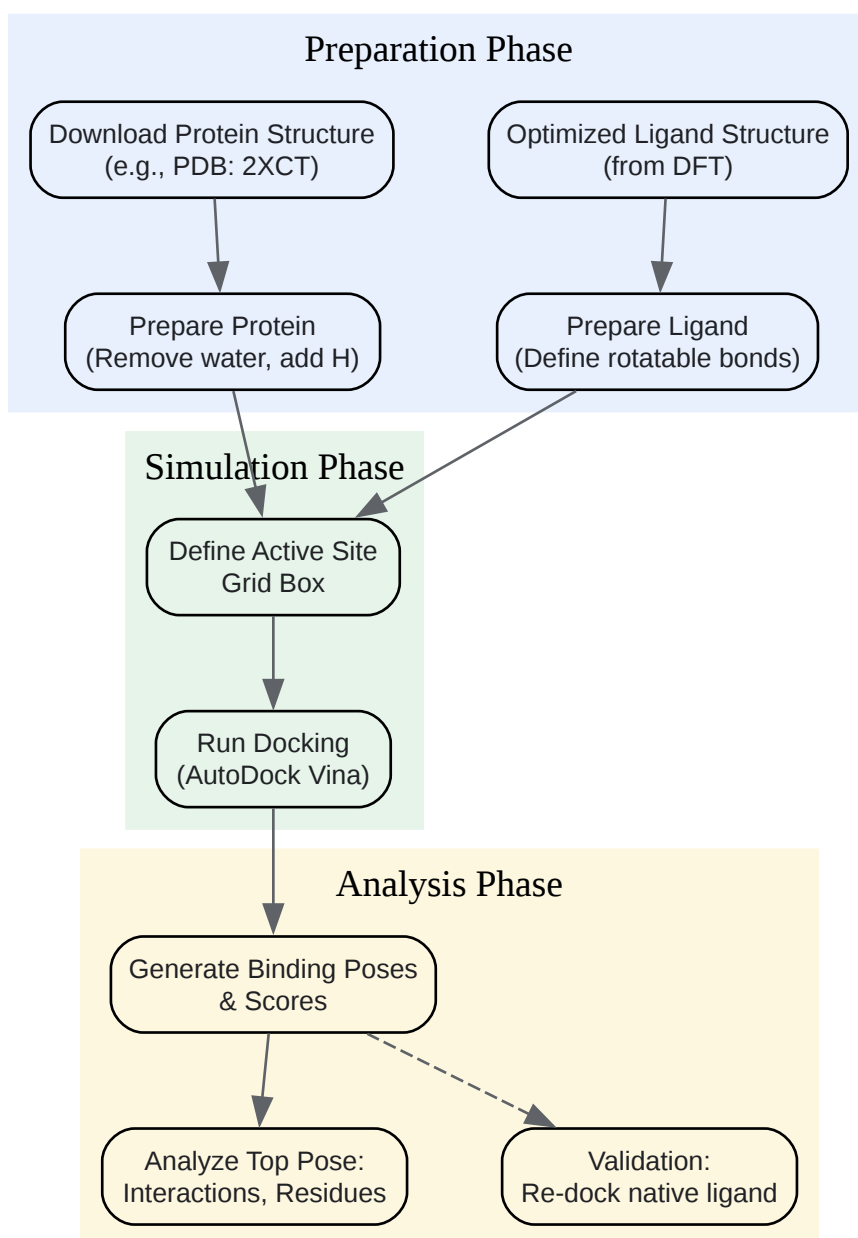 Preparation Phase
Download Protein Structure
(e.g., PDB: 2XCT)
Optimized Ligand Structure
(from DFT)
Prepare Protein
(Remove water, add H)
Prepare Ligand
(Define rotatable bonds)
Simulation Phase
Define Active Site
Grid Box
Run Docking
(AutoDock Vina)
Analysis Phase
Generate Binding Poses
& Scores
Analyze Top Pose:
Interactions, Residues
Validation:
Re-dock native ligand